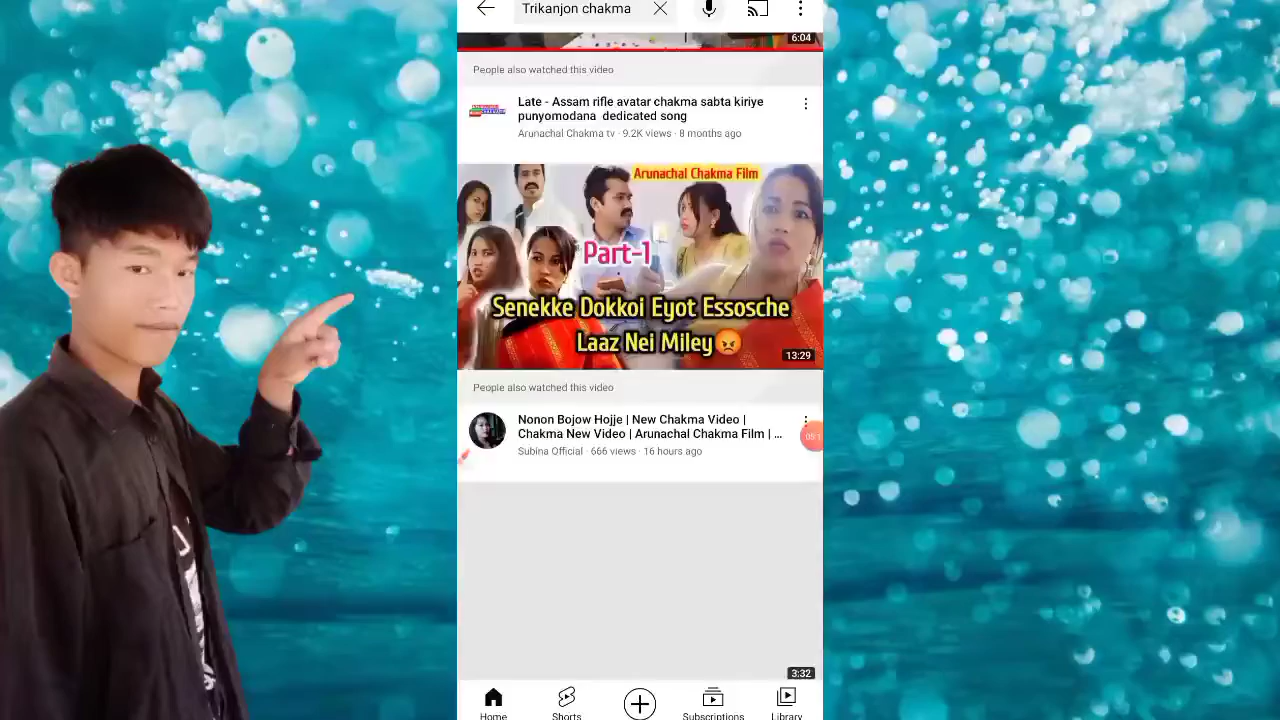 Trikanjon chakma
6:04
People also watched this video
Late - Assam rifle avatar chakma sabta kiriye
punyomodana dedicated song
Arunachal Chakma tv · 9.2K views · 8 months ago
Arunachal Chakma Film
Part-1
Senekke Dokkoi Eyot Essosche
Laaz Nei Miley😡
13:29
People also watched this video
Nonon Bojow Hojje | New Chakma Video |
Chakma New Video | Arunachal Chakma Film | ...
Subina Official · 666 views · 16 hours ago
3:32
Home
Shorts
Subscriptions
Library